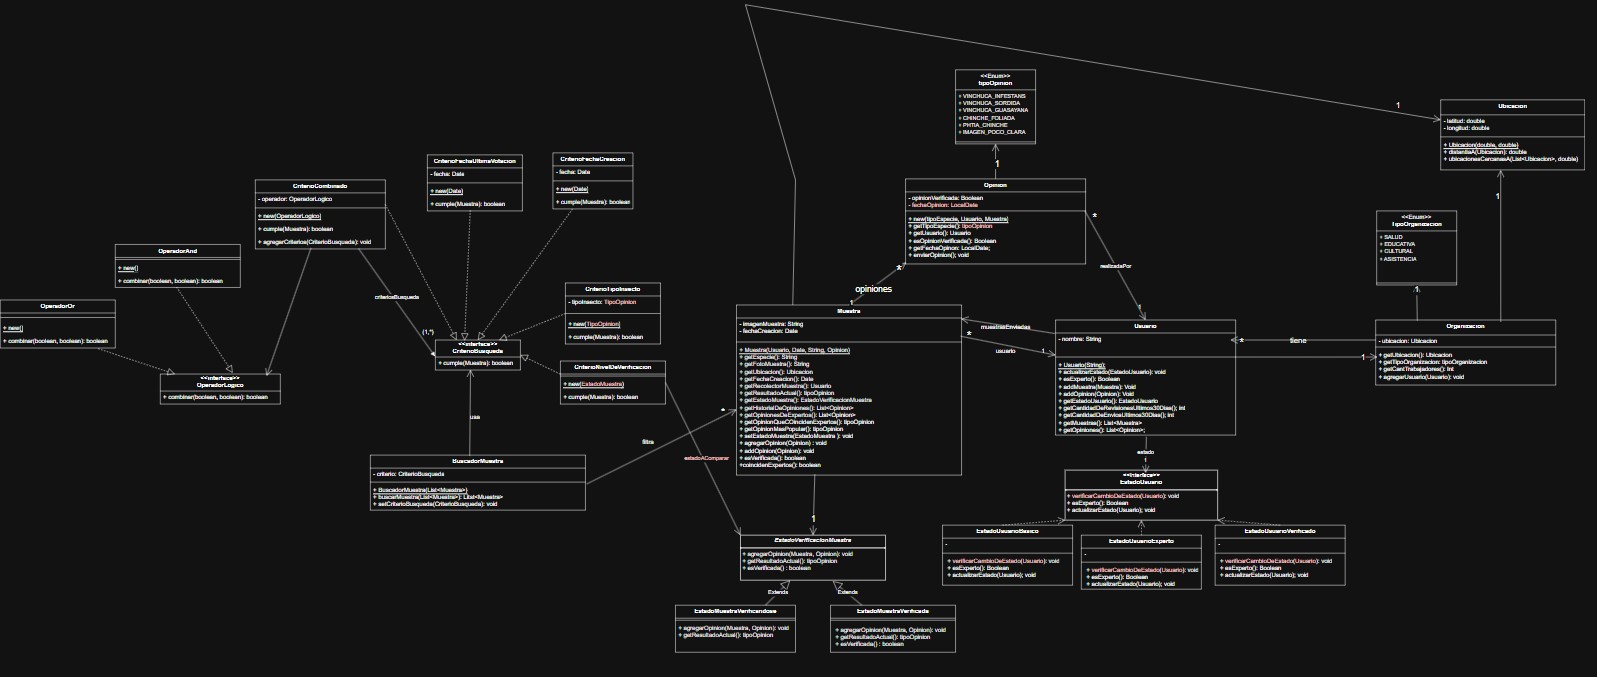 <<Enum>>
tipoOpinion
+ VINCHUCA_INFESTANS
+ VINCHUCA_SORDIDA
+ VINCHUCA_GUASAYANA
+ CHINCHE_FOLIADA
+ PHTIA_CHINCHE
+ IMAGEN_POCO_CLARA
1
1
Ubicacion
- latitud: double
- longitud: double
+ Ubicacion(double, double)
+ distantiaA(Ubicacion): double
+ ubicacionesCercanasA(List<Ubicacion>, double)
1
CriterioFechaUltimaVotacion
- fecha: Date
+ new(Date)
+ cumple(Muestra): boolean
CriterioFechaCreacion
- fecha: Date
+ new(Date)
+ cumple(Muestra): boolean
CriterioCombinado
- operador: OperadorLogico
+ new(OperadorLogico)
+ cumple(Muestra): boolean
+ agregarCriterios(CriterioBusqueda): void
Opinion
- opinionVerificada: Boolean
- fechaOpinion: LocalDate
+ new(tipoEspecie, Usuario, Muestra)
+ getTipoEspecie(): tipoOpinion
+ getUsuario(): Usuario
+ esOpinionVerificada(): Boolean
+ getFechaOpinon: LocalDate;
+ enviarOpinion(); void
*
realizadaPor
1
<<Enum>>
TipoOrganizacion
+ SALUD
+ EDUCATIVA
+ CULTURAL
+ ASISTENCIA
1
OperadorAnd
+ new()
+ combinar(boolean, boolean): boolean
OperadorOr
+ new()
+ combinar(boolean, boolean): boolean
<<interface>>
OperadorLogico
+ combinar(boolean, boolean): boolean
criteriosBusqueda
(1,*)
CriterioTipoInsecto
- tipoInsecto: TipoOpinion
+ new(TipoOpinion)
+ cumple(Muestra): boolean
<<interface>>
CriterioBusqueda
+ cumple(Muestra): boolean
CriterioNivelDeVerificacion
+ new(EstadoMuestra)
+ cumple(Muestra): boolean
usa
*
opiniones
1
Muestra
- imagenMuestra: String
- fechaCreacion: Date
+ Muestra(Usuario, Date, String, Opinion)
+ getEspecie(): String
+ getFotoMuestra(): String
+ getUbicacion(): Ubicacion
+ getFechaCreacion(): Date
+ getRecolectorMuestra(): Usuario
+ getResultadoActual(): tipoOpinion
+ getEstadoMuestra(): EstadoVerificacionMuestra
+ getHistorialDeOpiniones(): List<Opinion>
+ getOpinionesDeExpertos(): List<Opinion>
+ getOpinionQueCOincidenExpertos(): tipoOpinion
+ getOpinionMasPopular(): tipoOpinion
+ setEstadoMuestra(EstadoMuestra ): void
+ agregarOpinion(Opinion) : void
+ addOpinion(Opinion): void
+ esVerificada(): boolean
+coincidenExpertos(): boolean
muestrasEnviadas
*
usuario
1
Usuario
- nombre: String
+ Usuario(String);
+ actualizarEstado(EstadoUsuario): void
+ esExperto(): Boolean
+ addMuestra(Muestra): Void
+ addOpinion(Opinion): Void
+ getEstadoUsuario(): EstadoUsuario
+ getCantidadDeRevisionesUltimos30Dias(); int
+ getCantidadDeEnviosUltimos30Dias(); int
+ getMuestras(): List<Muestra>
+ getOpiniones(): List<Opinion>;
*
tiene
1
Organizacion
- ubicacion: Ubicacion
+ getUbicacion(): Ubicacion
+ getTipoOrganizacion: tipoOrganizacion
+ getCantTrabajadores(): int
+ agregarUsuario(Usuario): void
filtra
*
estadoAComparar
BuscadorMuestra
- criterio: CriterioBusqueda
+ BuscadorMuestra(List<Muestra>)
+ buscarMuestra(List<Muestra>): LIist<Muestra>
+ setCriterioBusqueda(CriterioBusqueda): void
1
EstadoVerificacionMuestra
+ agregarOpinion(Muestra, Opinion): void
+ getResultadoActual(): tipoOpinion
+ esVerificada() : boolean
Extends
Extends
EstadoMuestraVerificandose
+ agregarOpinion(Muestra, Opinion): void
+ getResultadoActual(): tipoOpinion
EstadoMuestraVerificada
+ agregarOpinion(Muestra, Opinion): void
+ getResultadoActual(): tipoOpinion
+ esVerificada() : boolean
estado
1
<<interface>>
EstadoUsuario
+ verificarCambioDeEstado(Usuario): void
+ esExperto(): Boolean
+ actualizarEstado(Usuario); void
EstadoUsuarioBasico
-
+ verificarCambioDeEstado(Usuario): void
+ esExperto(): Boolean
+ actualizarEstado(Usuario); void
EstadoUsuarioExperto
-
+ verificarCambioDeEstado(Usuario): void
+ esExperto(): Boolean
+ actualizarEstado(Usuario); void
EstadoUsuarioVerificado
-
+ verificarCambioDeEstado(Usuario): void
+ esExperto(): Boolean
+ actualizarEstado(Usuario); void